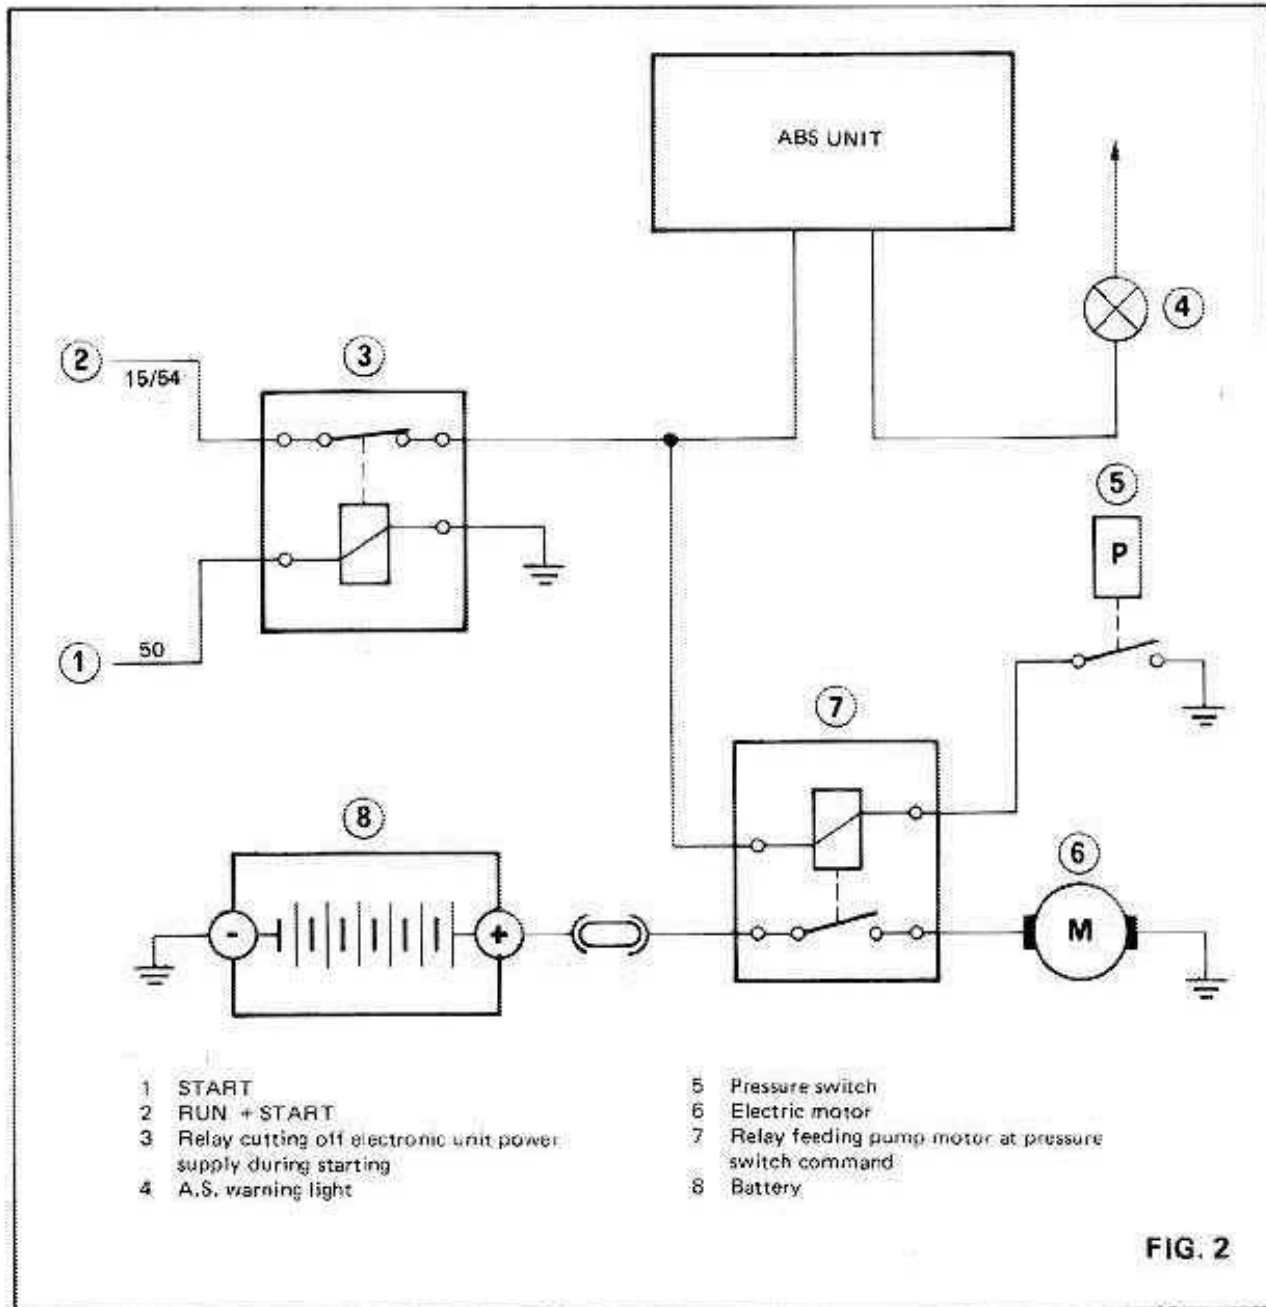 ABS UNIT
4
2
15/54
3
5
P
1
50
7
8
6
-
+
M
1 START
2 RUN + START
3 Relay cutting off electronic unit power
supply during starting
4 A.S. warning light
5 Pressure switch
6 Electric motor
7 Relay feeding pump motor at pressure
switch command
8 Battery
FIG. 2